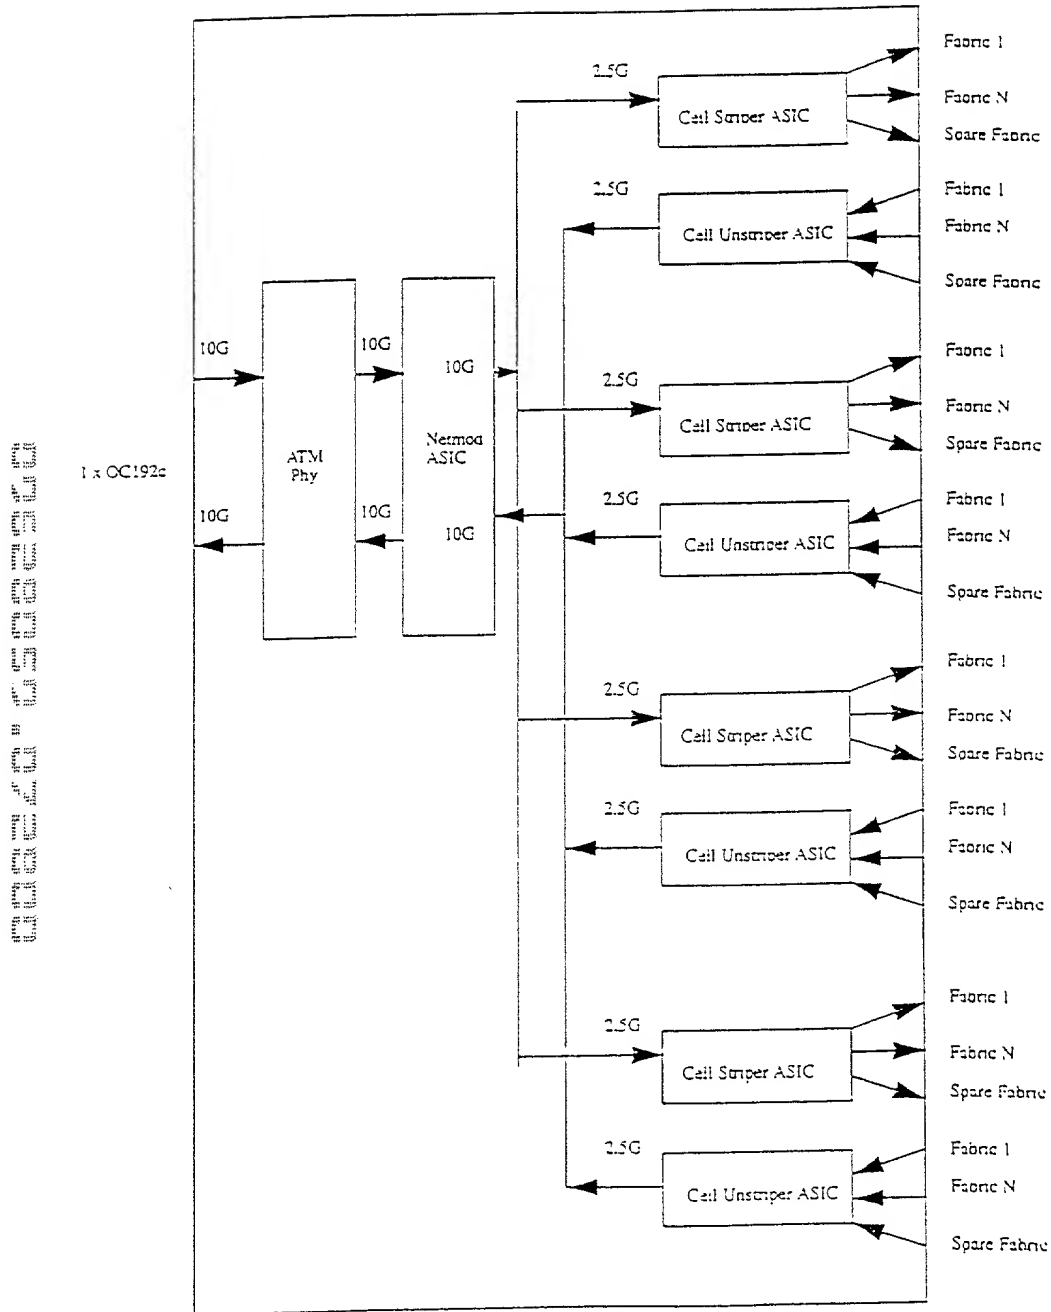 Fabric 1
2.5G
Cell Striper ASIC
Fabric N
Spare Fabric
2.5G
Fabric 1
Cell Unstriper ASIC
Fabric N
Spare Fabric
10G
10G
10G
2.5G
Fabric 1
Cell Striper ASIC
Fabric N
Spare Fabric
1 x OC192c
ATM
Phy
Netmod
ASIC
10G
10G
10G
2.5G
Fabric 1
Cell Unstriper ASIC
Fabric N
Spare Fabric
2.5G
Fabric 1
Cell Striper ASIC
Fabric N
Spare Fabric
2.5G
Fabric 1
Cell Unstriper ASIC
Fabric N
Spare Fabric
2.5G
Fabric 1
Cell Striper ASIC
Fabric N
Spare Fabric
2.5G
Fabric 1
Cell Unstriper ASIC
Fabric N
Spare Fabric